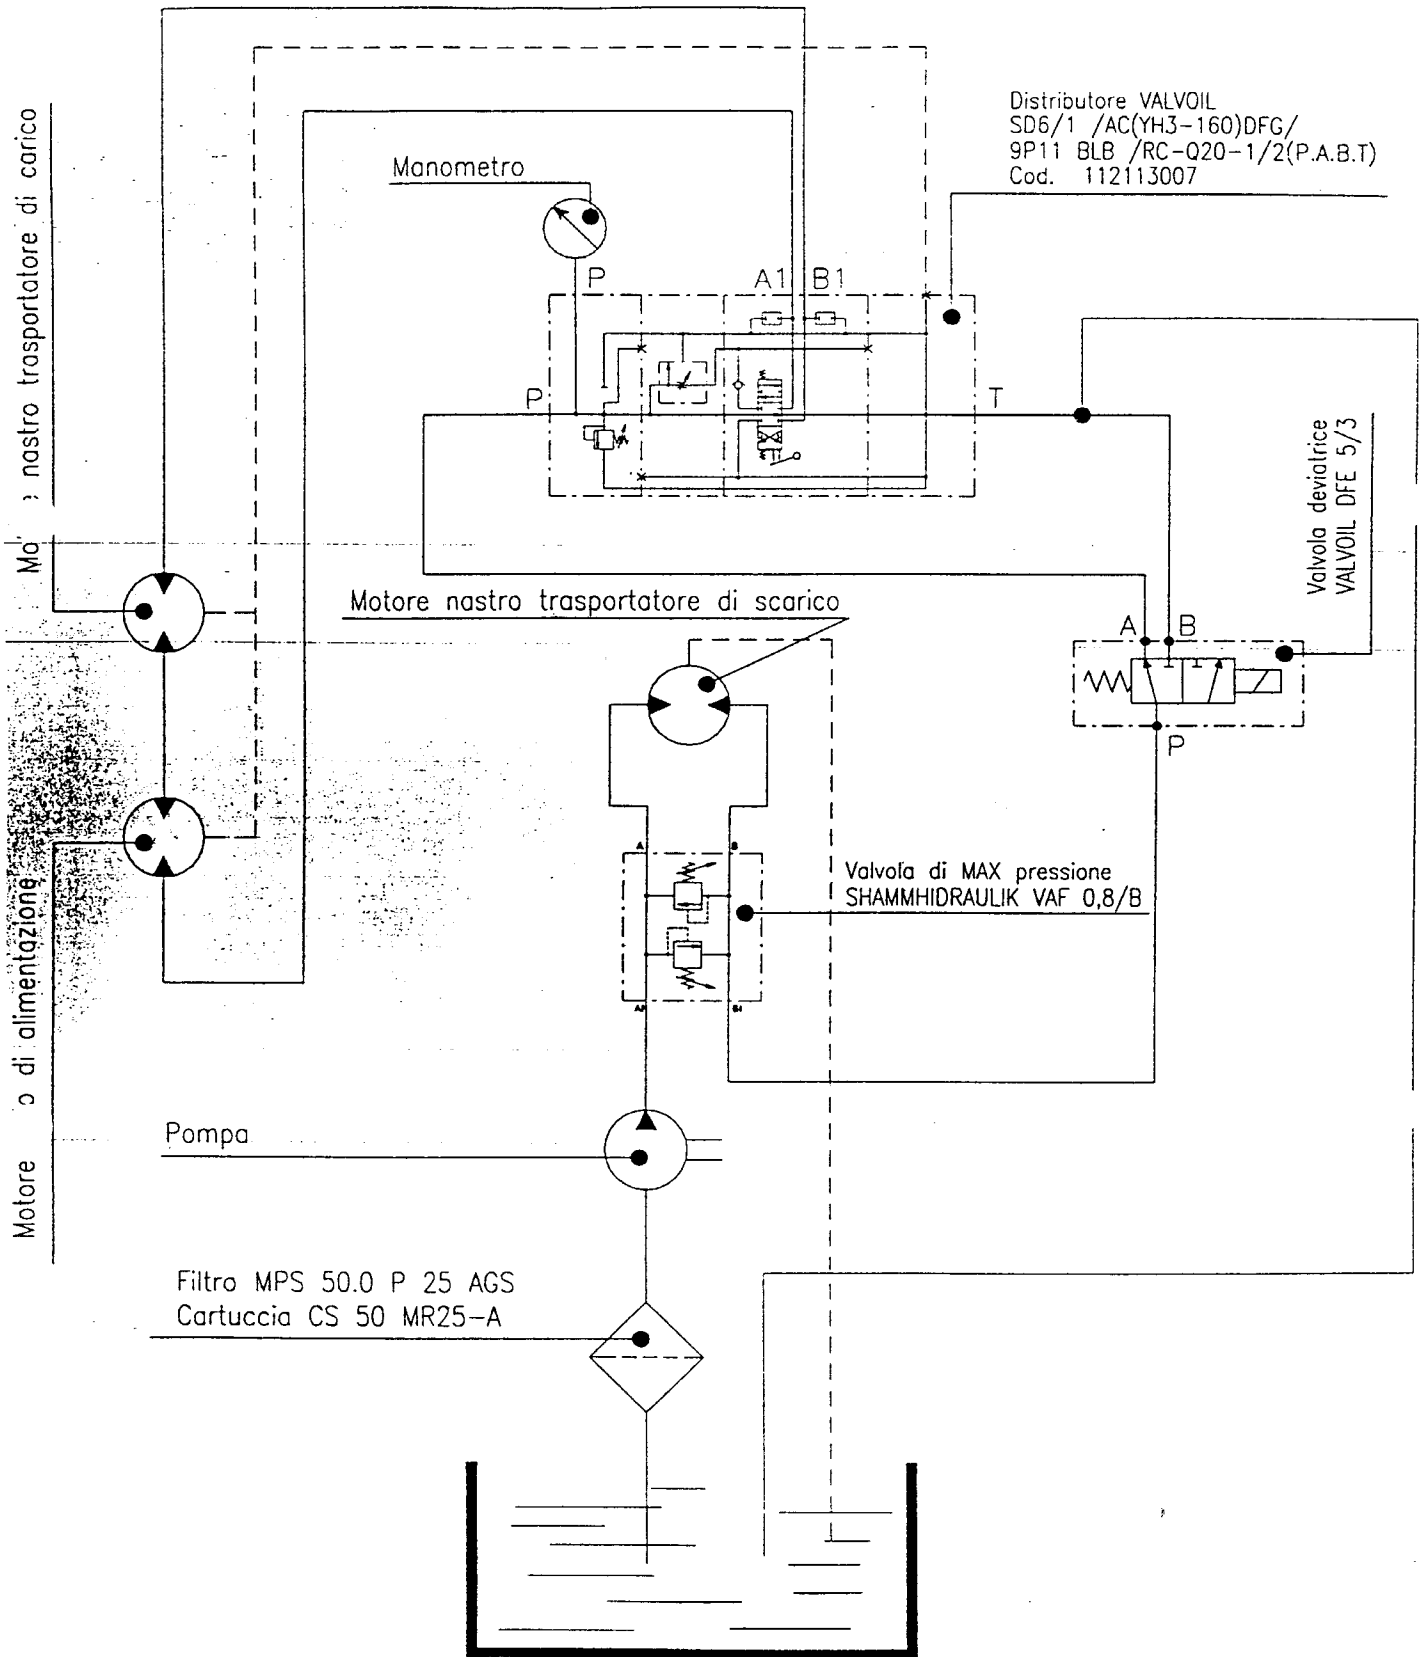 Distributore VALVOIL
SD6/1 /AC(YH3-160)DFG/
9P11 BLB /RC-Q20-1/2(P.A.B.T)
Cod. 112113007
Manometro
P
A1
B1
P
T
nastro trasportatore di carico
Valvola deviatrice
VALVOIL DFE 5/3
Motore nastro trasportatore di scarico
A
B
P
A
B
Valvola di MAX pressione
SHAMMHIDRAULIK VAF 0,8/B
Motore
di alimentazione
Pompa
Filtro MPS 50.0 P 25 AGS
Cartuccia CS 50 MR25-A